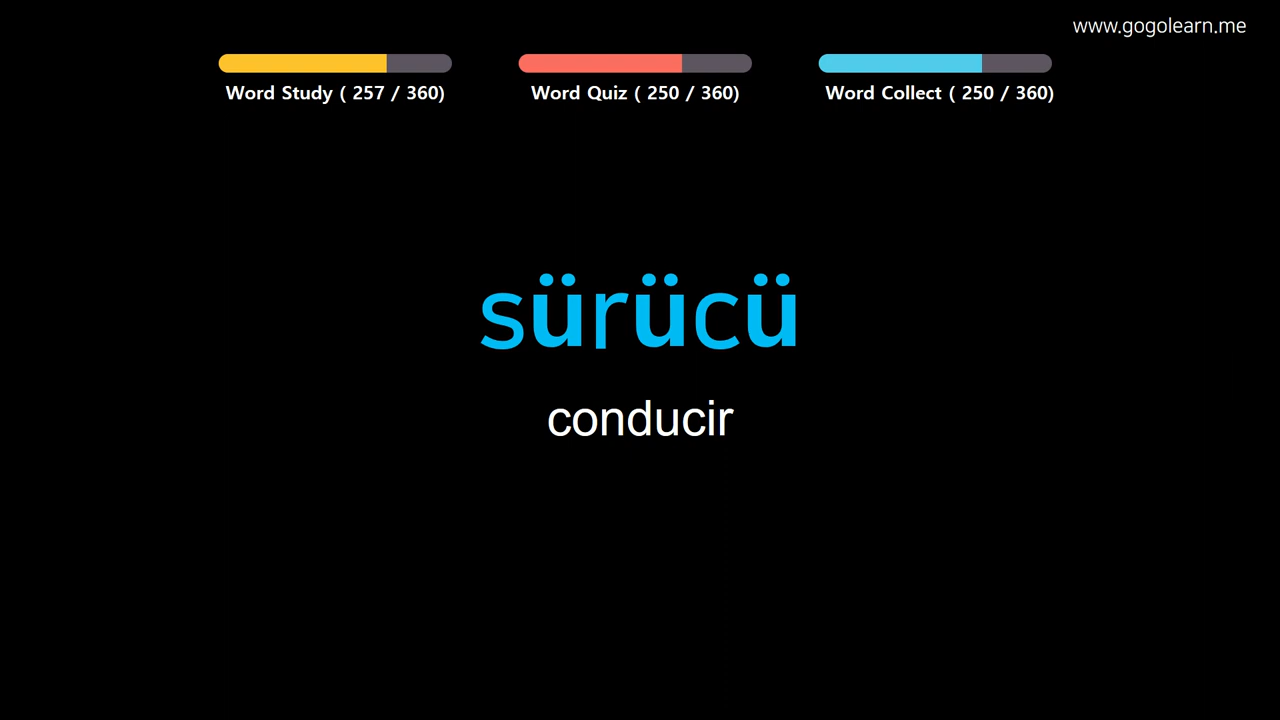 www.gogolearn.me
Word Study ( 257 / 360)
Word Quiz ( 250 / 360)
Word Collect ( 250 / 360)
sürücü
conducir